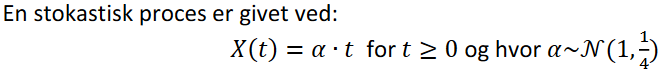 En stokastisk proces er givet ved:
X(t) = α · t for t ≥ 0 og hvor α~𝒩(1, 1/4)